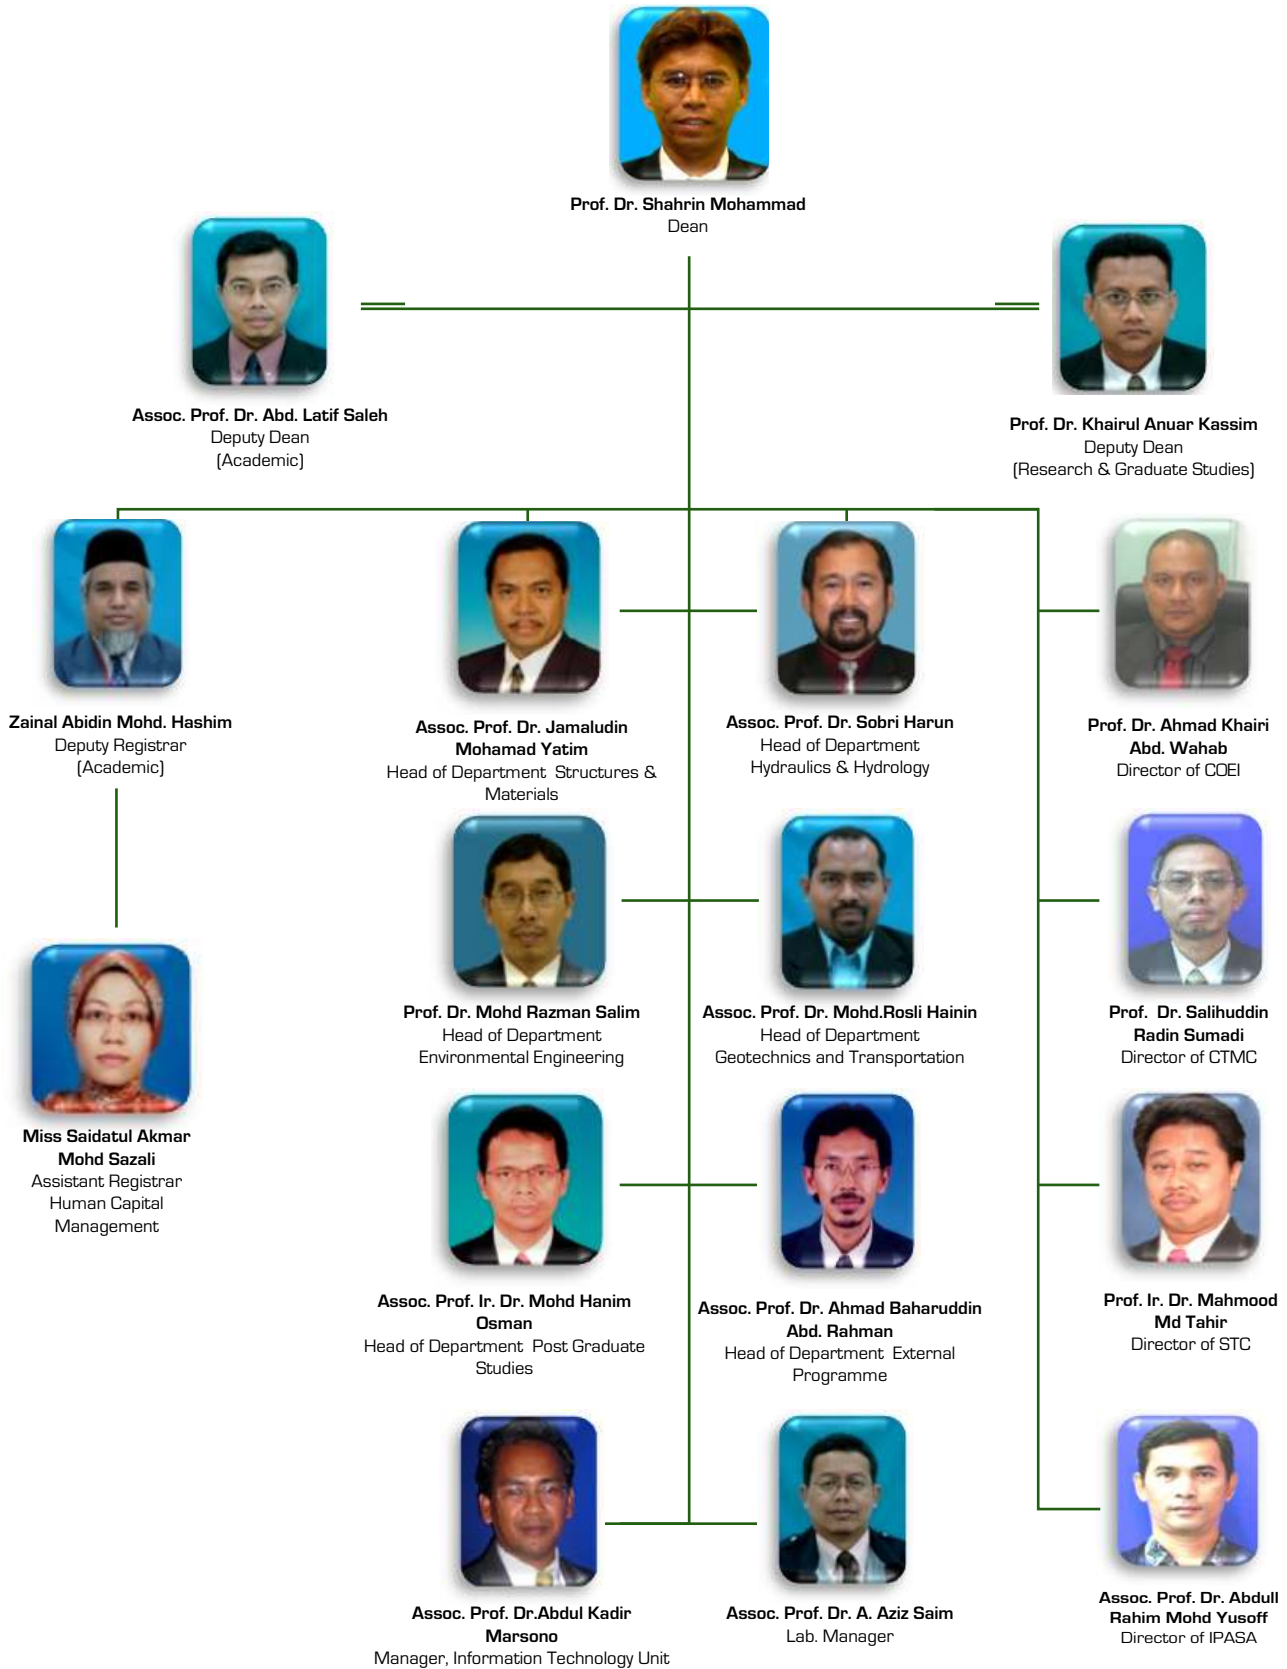 Prof. Dr. Shahrin Mohammad
Dean
Assoc. Prof. Dr. Abd. Latif Saleh
Deputy Dean
(Academic)
Prof. Dr. Khairul Anuar Kassim
Deputy Dean
(Research & Graduate Studies)
Zainal Abidin Mohd. Hashim
Deputy Registrar
(Academic)
Assoc. Prof. Dr. Jamaludin
Mohamad Yatim
Head of Department Structures &
Materials
Assoc. Prof. Dr. Sobri Harun
Head of Department
Hydraulics & Hydrology
Prof. Dr. Ahmad Khairi
Abd. Wahab
Director of COEI
Prof. Dr. Mohd Razman Salim
Head of Department
Environmental Engineering
Assoc. Prof. Dr. Mohd.Rosli Hainin
Head of Department
Geotechnics and Transportation
Prof. Dr. Salihuddin
Radin Sumadi
Director of CTMC
Miss Saidatul Akmar
Mohd Sazali
Assistant Registrar
Human Capital
Management
Assoc. Prof. Ir. Dr. Mohd Hanim
Osman
Head of Department Post Graduate
Studies
Assoc. Prof. Dr. Ahmad Baharuddin
Abd. Rahman
Head of Department External
Programme
Prof. Ir. Dr. Mahmood
Md Tahir
Director of STC
Assoc. Prof. Dr.Abdul Kadir
Marsono
Manager, Information Technology Unit
Assoc. Prof. Dr. A. Aziz Saim
Lab. Manager
Assoc. Prof. Dr. Abdull
Rahim Mohd Yusoff
Director of IPASA